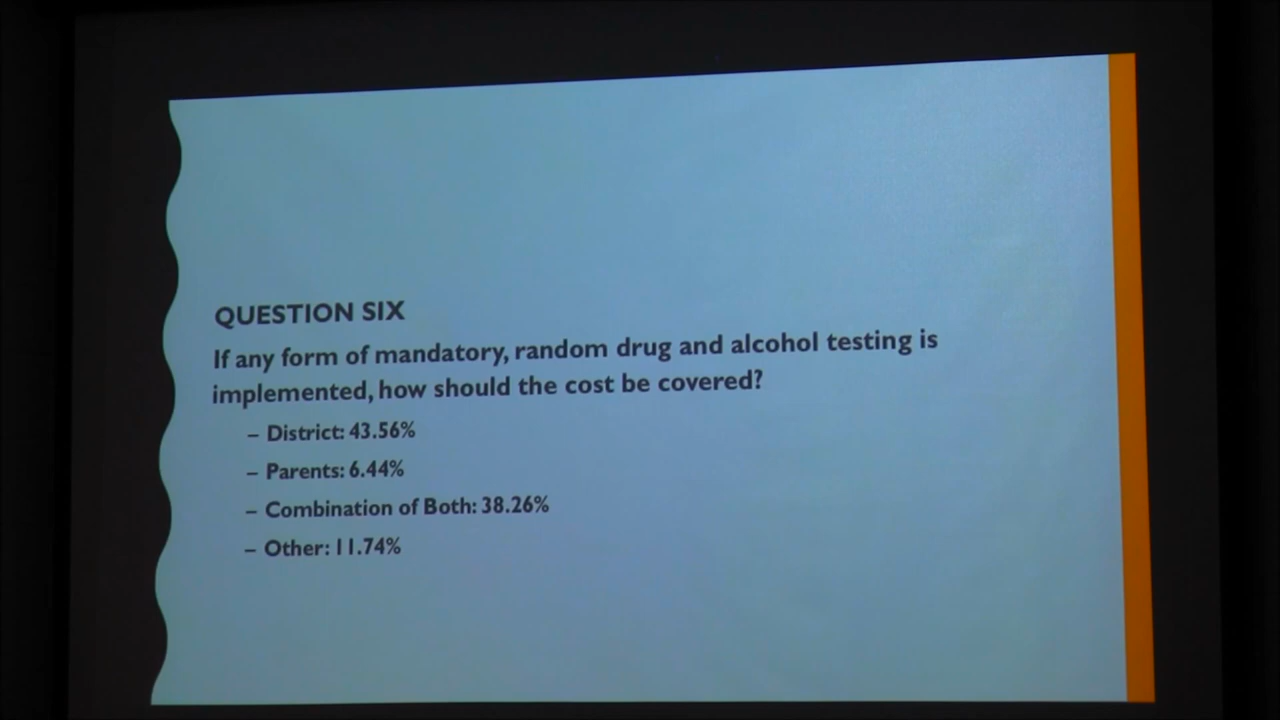 QUESTION SIX
If any form of mandatory, random drug and alcohol testing is
implemented, how should the cost be covered?
– District: 43.56%
– Parents: 6.44%
– Combination of Both: 38.26%
– Other: 11.74%